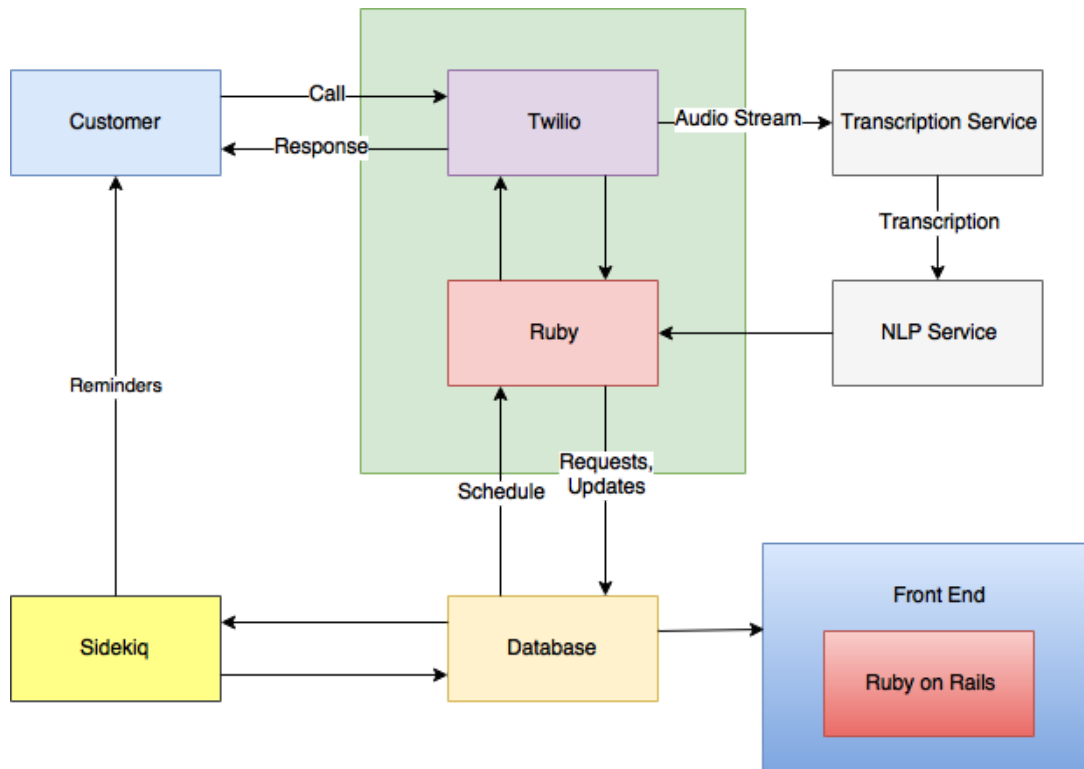 Customer
Call
Response
Twilio
Audio Stream
Transcription Service
Transcription
Ruby
NLP Service
Reminders
Schedule
Requests,
Updates
Sidekiq
Database
Front End
Ruby on Rails